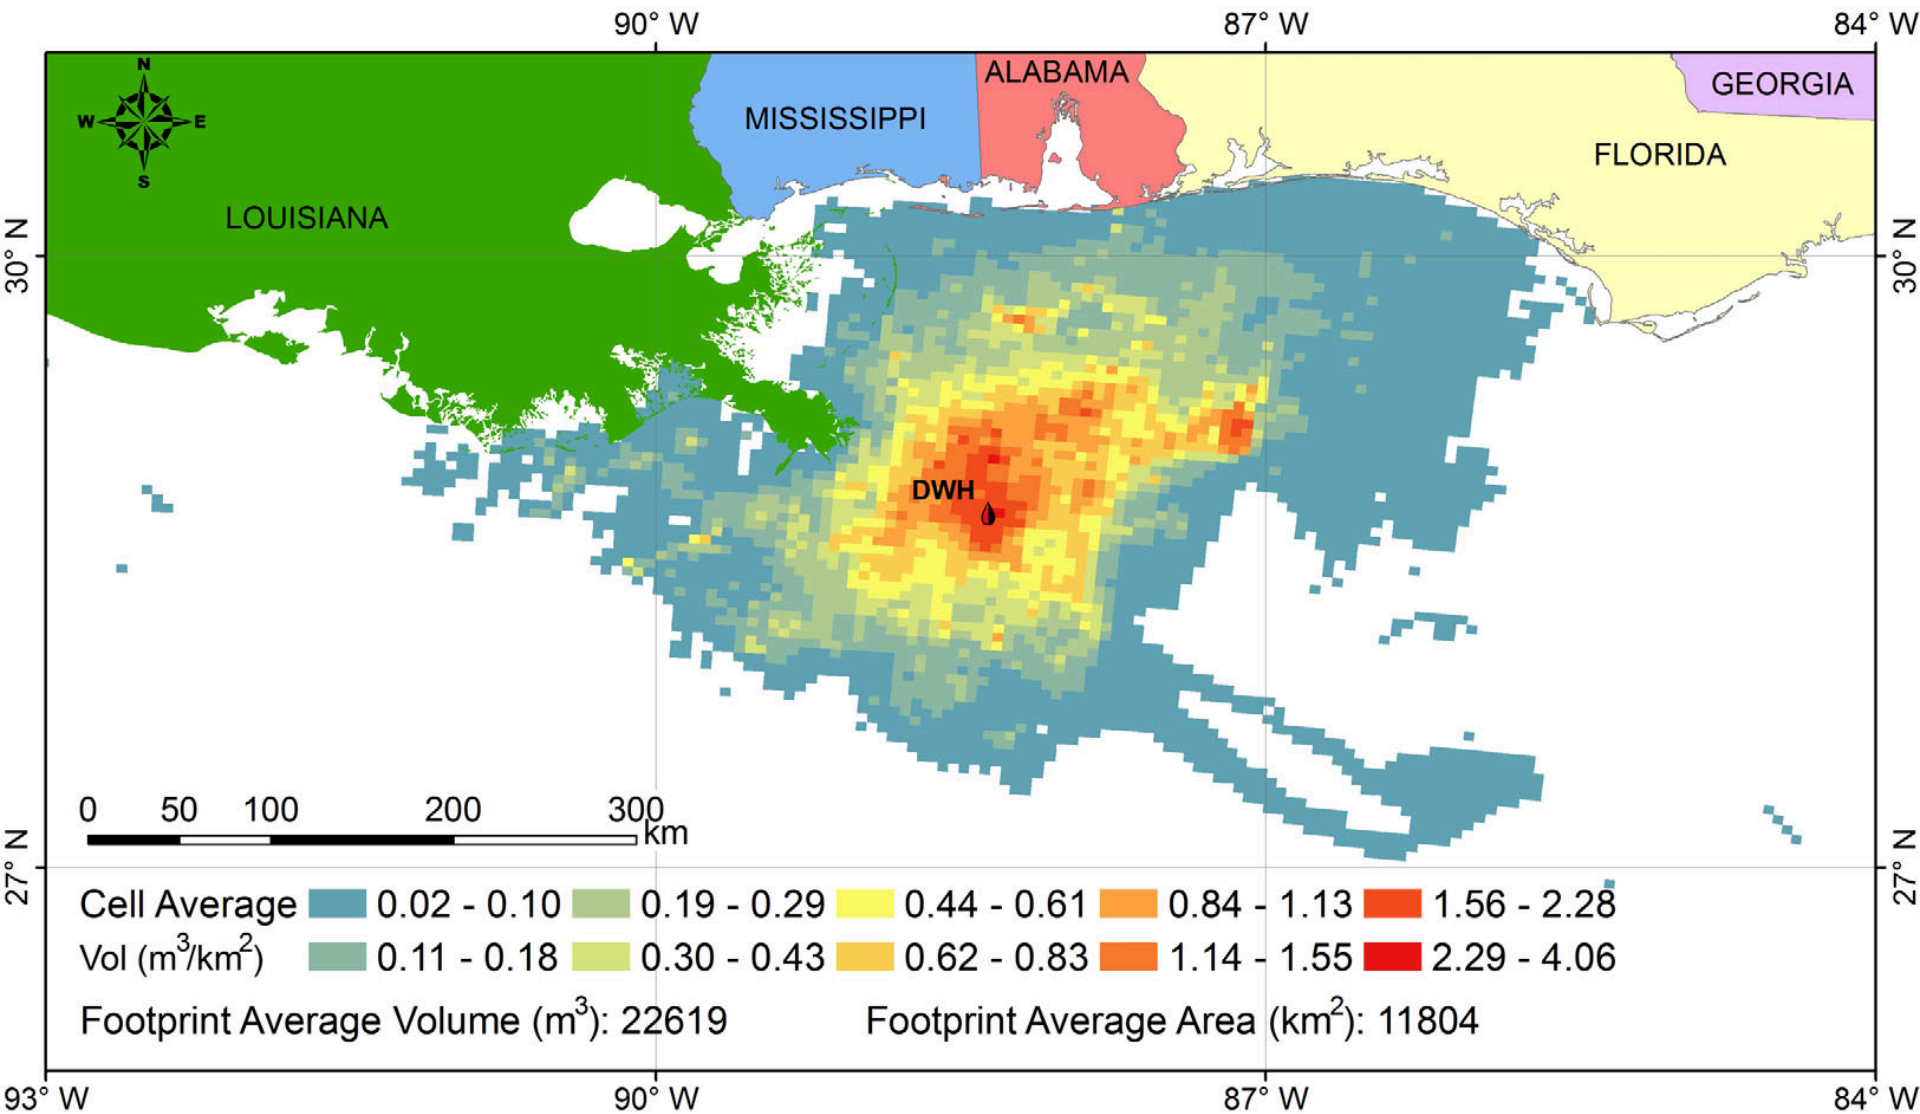 90° W 87° W 84° W
N
W E
S
MISSISSIPPI
ALABAMA
GEORGIA
FLORIDA
LOUISIANA
30° N
30° N
DWH
0 50 100 200 300
km
27° N
27° N
Cell Average 0.02 - 0.10 0.19 - 0.29 0.44 - 0.61 0.84 - 1.13 1.56 - 2.28
Vol (m³/km²) 0.11 - 0.18 0.30 - 0.43 0.62 - 0.83 1.14 - 1.55 2.29 - 4.06
Footprint Average Volume (m³): 22619 Footprint Average Area (km²): 11804
93° W 90° W 87° W 84° W